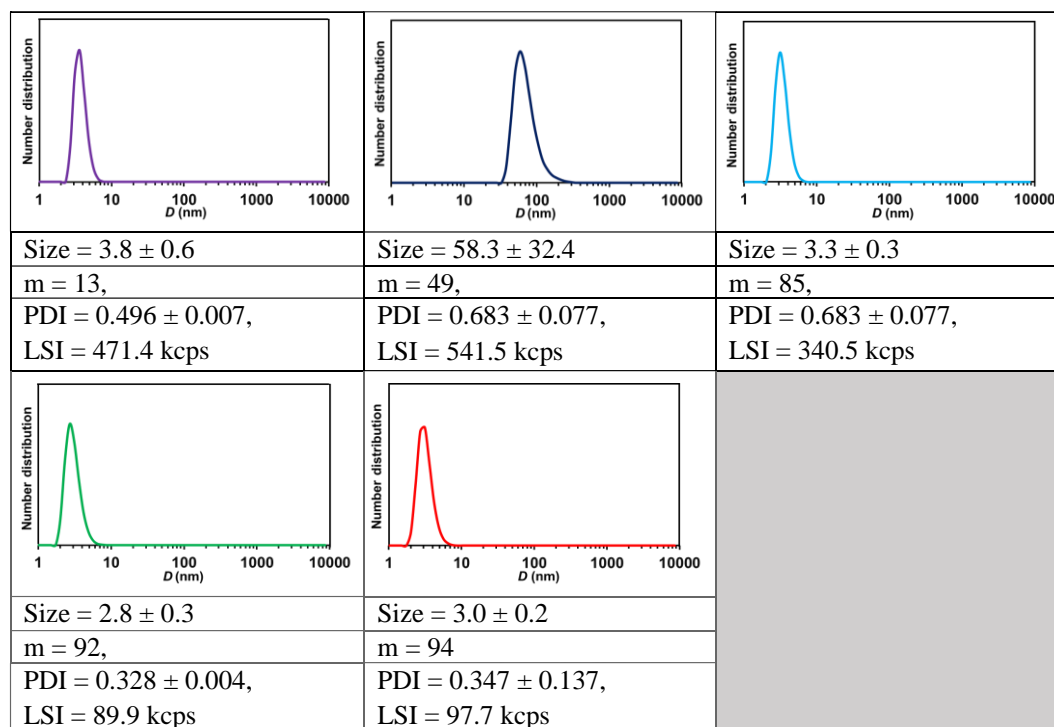 Number distribution
1 10 100 1000 10000
D (nm)
Number distribution
1 10 100 1000 10000
D (nm)
Number distribution
1 10 100 1000 10000
D (nm)
Size = 3.8 ± 0.6
Size = 58.3 ± 32.4
Size = 3.3 ± 0.3
m = 13,
m = 49,
m = 85,
PDI = 0.496 ± 0.007,
LSI = 471.4 kcps
PDI = 0.683 ± 0.077,
LSI = 541.5 kcps
PDI = 0.683 ± 0.077,
LSI = 340.5 kcps
Number distribution
1 10 100 1000 10000
D (nm)
Number distribution
1 10 100 1000 10000
D (nm)
Size = 2.8 ± 0.3
Size = 3.0 ± 0.2
m = 92,
m = 94
PDI = 0.328 ± 0.004,
LSI = 89.9 kcps
PDI = 0.347 ± 0.137,
LSI = 97.7 kcps